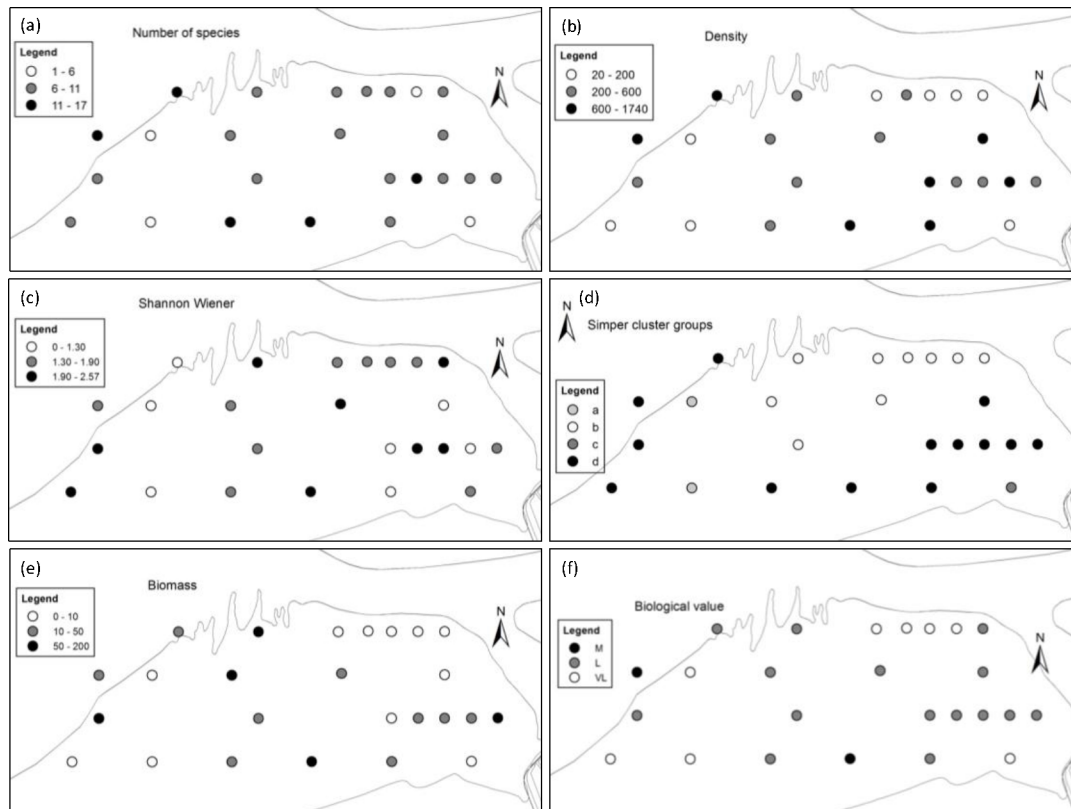 (a)
Number of species
Legend
1 - 6
6 - 11
11 - 17
N
(b)
Density
Legend
20 - 200
200 - 600
600 - 1740
N
(c)
Shannon Wiener
Legend
0 - 1.30
1.30 - 1.90
1.90 - 2.57
N
(d)
N
Simper cluster groups
Legend
a
b
c
d
(e)
Biomass
Legend
0 - 10
10 - 50
50 - 200
N
(f)
Biological value
Legend
M
L
VL
N